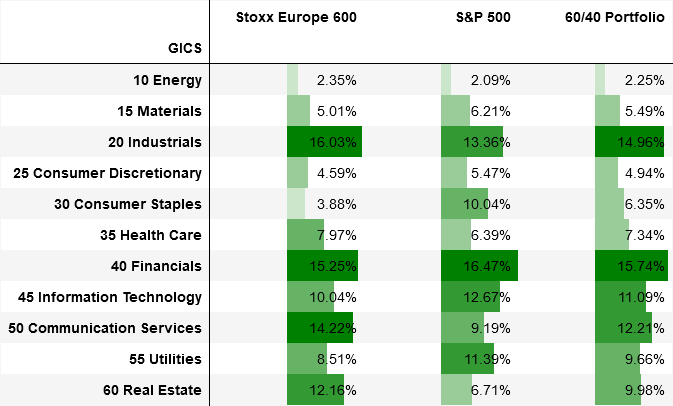 Stoxx Europe 600 S&P 500 60/40 Portfolio
GICS
10 Energy 2.35% 2.09% 2.25%
15 Materials 5.01% 6.21% 5.49%
20 Industrials 16.03% 13.36% 14.96%
25 Consumer Discretionary 4.59% 5.47% 4.94%
30 Consumer Staples 3.88% 10.04% 6.35%
35 Health Care 7.97% 6.39% 7.34%
40 Financials 15.25% 16.47% 15.74%
45 Information Technology 10.04% 12.67% 11.09%
50 Communication Services 14.22% 9.19% 12.21%
55 Utilities 8.51% 11.39% 9.66%
60 Real Estate 12.16% 6.71% 9.98%